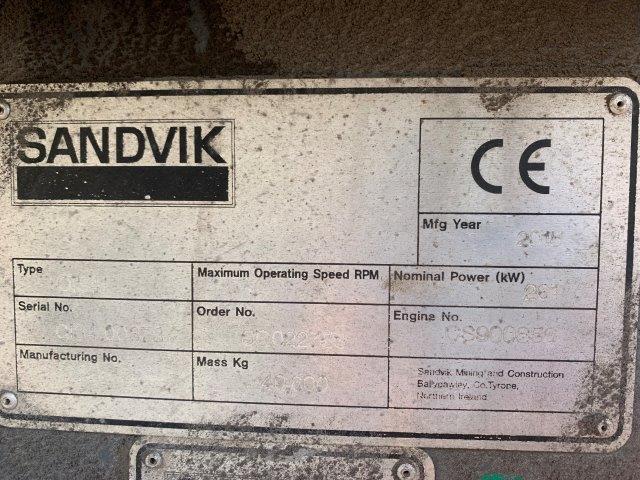 SANDVIK
CE
Mfg Year
Type
Maximum Operating Speed RPM
Nominal Power (kW)
261
Serial No.
Order No.
Engine No.
Manufacturing No.
Mass Kg
Sandvik Mining and Construction
Ballygawley, Co.Tyrone,
Northern Ireland